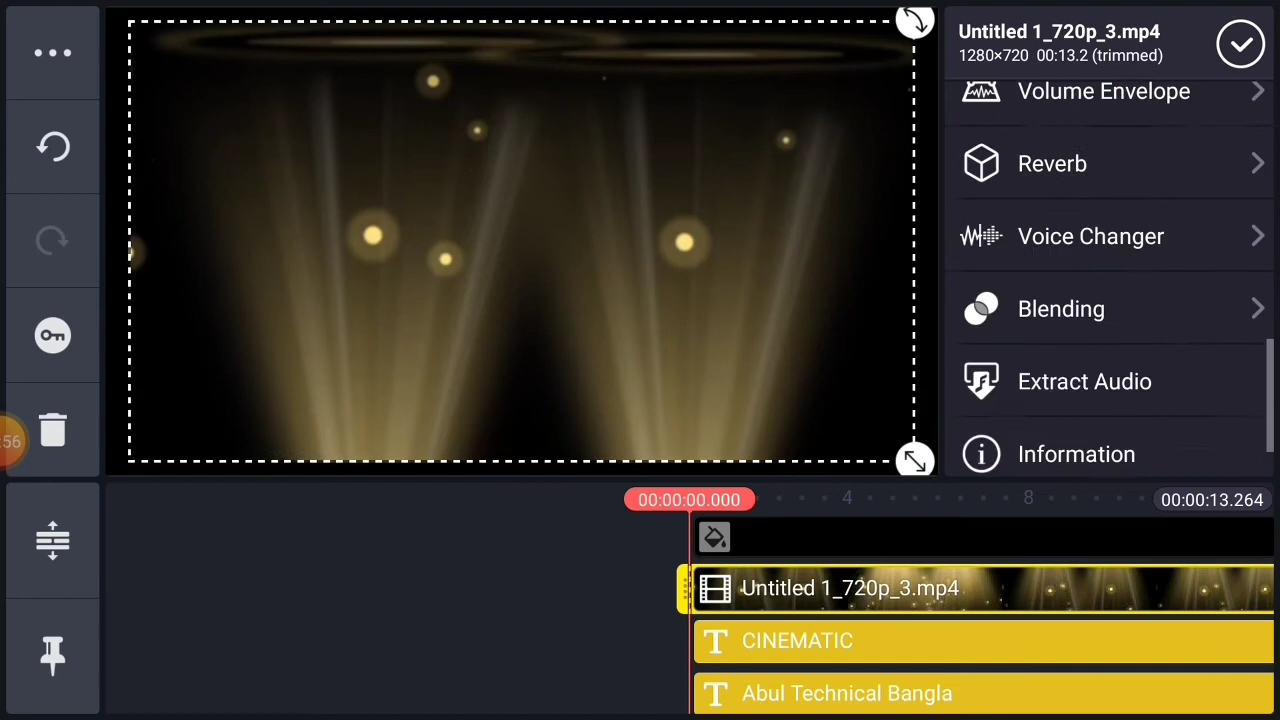 Untitled 1_720p_3.mp4
1280×720 00:13.2 (trimmed)
Volume Envelope
Reverb
Voice Changer
Blending
Extract Audio
Information
:56
00:00:00.000
4
8
00:00:13.264
Untitled 1_720p_3.mp4
T CINEMATIC
T Abul Technical Bangla